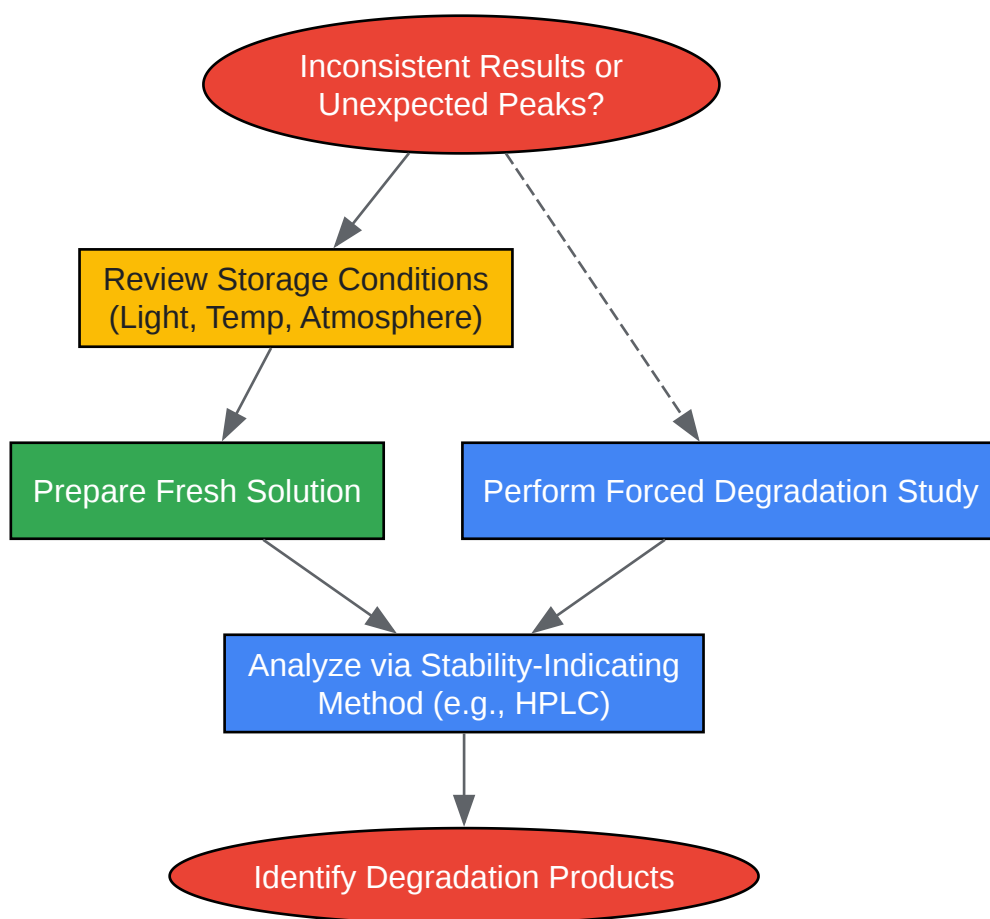 Inconsistent Results or
Unexpected Peaks?
Review Storage Conditions
(Light, Temp, Atmosphere)
Prepare Fresh Solution
Perform Forced Degradation Study
Analyze via Stability-Indicating
Method (e.g., HPLC)
Identify Degradation Products